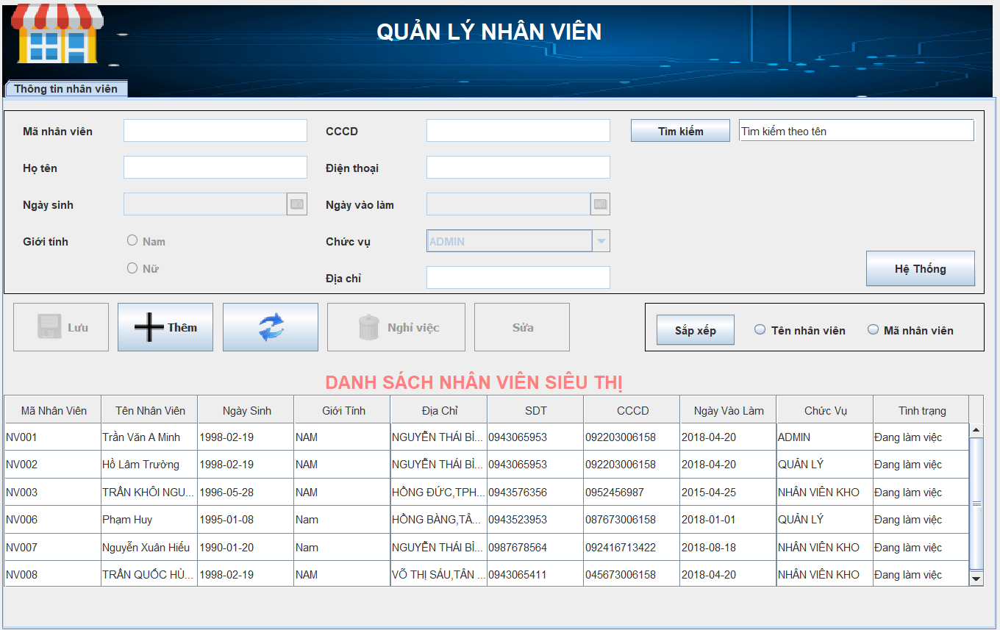 QUẢN LÝ NHÂN VIÊN
Thông tin nhân viên
Mã nhân viên CCCD Tìm kiếm Tìm kiếm theo tên
Họ tên Điện thoại
Ngày sinh Ngày vào làm
Giới tính Nam Chức vụ ADMIN
Nữ Địa chỉ Hệ Thống
Lưu Thêm Nghỉ việc Sửa Sắp xếp Tên nhân viên Mã nhân viên
DANH SÁCH NHÂN VIÊN SIÊU THỊ
Mã Nhân Viên Tên Nhân Viên Ngày Sinh Giới Tính Địa Chỉ SDT CCCD Ngày Vào Làm Chức Vụ Tình trạng
NV001 Trần Văn A Minh 1998-02-19 NAM NGUYỄN THÁI BÌ... 0943065953 092203006158 2018-04-20 ADMIN Đang làm việc
NV002 Hồ Lâm Trường 1998-02-19 NAM NGUYỄN THÁI BÌ... 0943065953 092203006158 2018-04-20 QUẢN LÝ Đang làm việc
NV003 TRẦN KHÔI NGU... 1996-05-28 NAM HỒNG ĐỨC,TPH... 0943576356 0952456987 2015-04-25 NHÂN VIÊN KHO Đang làm việc
NV006 Phạm Huy 1995-01-08 Nam HỒNG BÀNG,TÂ... 0943523953 087673006158 2018-01-01 QUẢN LÝ Đang làm việc
NV007 Nguyễn Xuân Hiếu 1990-01-20 Nam NGUYỄN THÁI BÌ... 0987678564 092416713422 2018-08-18 NHÂN VIÊN KHO Đang làm việc
NV008 TRẦN QUỐC HÙ... 1998-02-19 NAM VÕ THỊ SÁU,TÂN ... 0943065411 045673006158 2018-04-20 NHÂN VIÊN KHO Đang làm việc